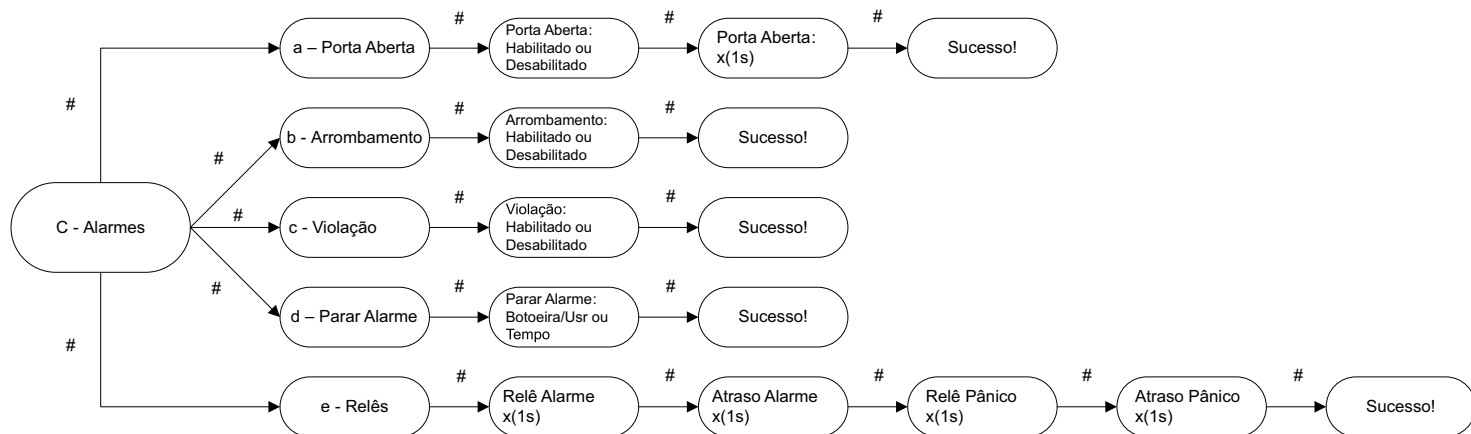 #
#
#
a – Porta Aberta
Porta Aberta:
Habilitado ou
Desabilitado
Porta Aberta:
x(1s)
Sucesso!
#
#
#
b - Arrombamento
Arrombamento:
Habilitado ou
Desabilitado
Sucesso!
#
#
#
C - Alarmes
#
c - Violação
Violação:
Habilitado ou
Desabilitado
Sucesso!
#
#
#
d – Parar Alarme
Parar Alarme:
Botoeira/Usr ou
Tempo
Sucesso!
#
#
#
#
#
#
e - Relês
Relê Alarme
x(1s)
Atraso Alarme
x(1s)
Relê Pânico
x(1s)
Atraso Pânico
x(1s)
Sucesso!